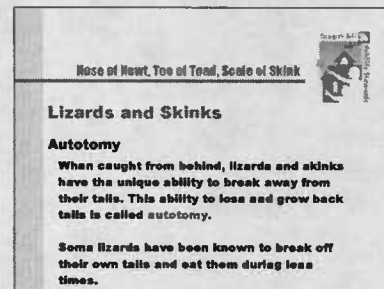 Nose of Newt, Toe of Toad, Scale of Skink
Lizards and Skinks
Autotomy
When caught from behind, lizards and skinks
have the unique ability to break away from
their tails. This ability to lose and grow back
tails is called autotomy.
Some lizards have been known to break off
their own tails and eat them during lean
times.